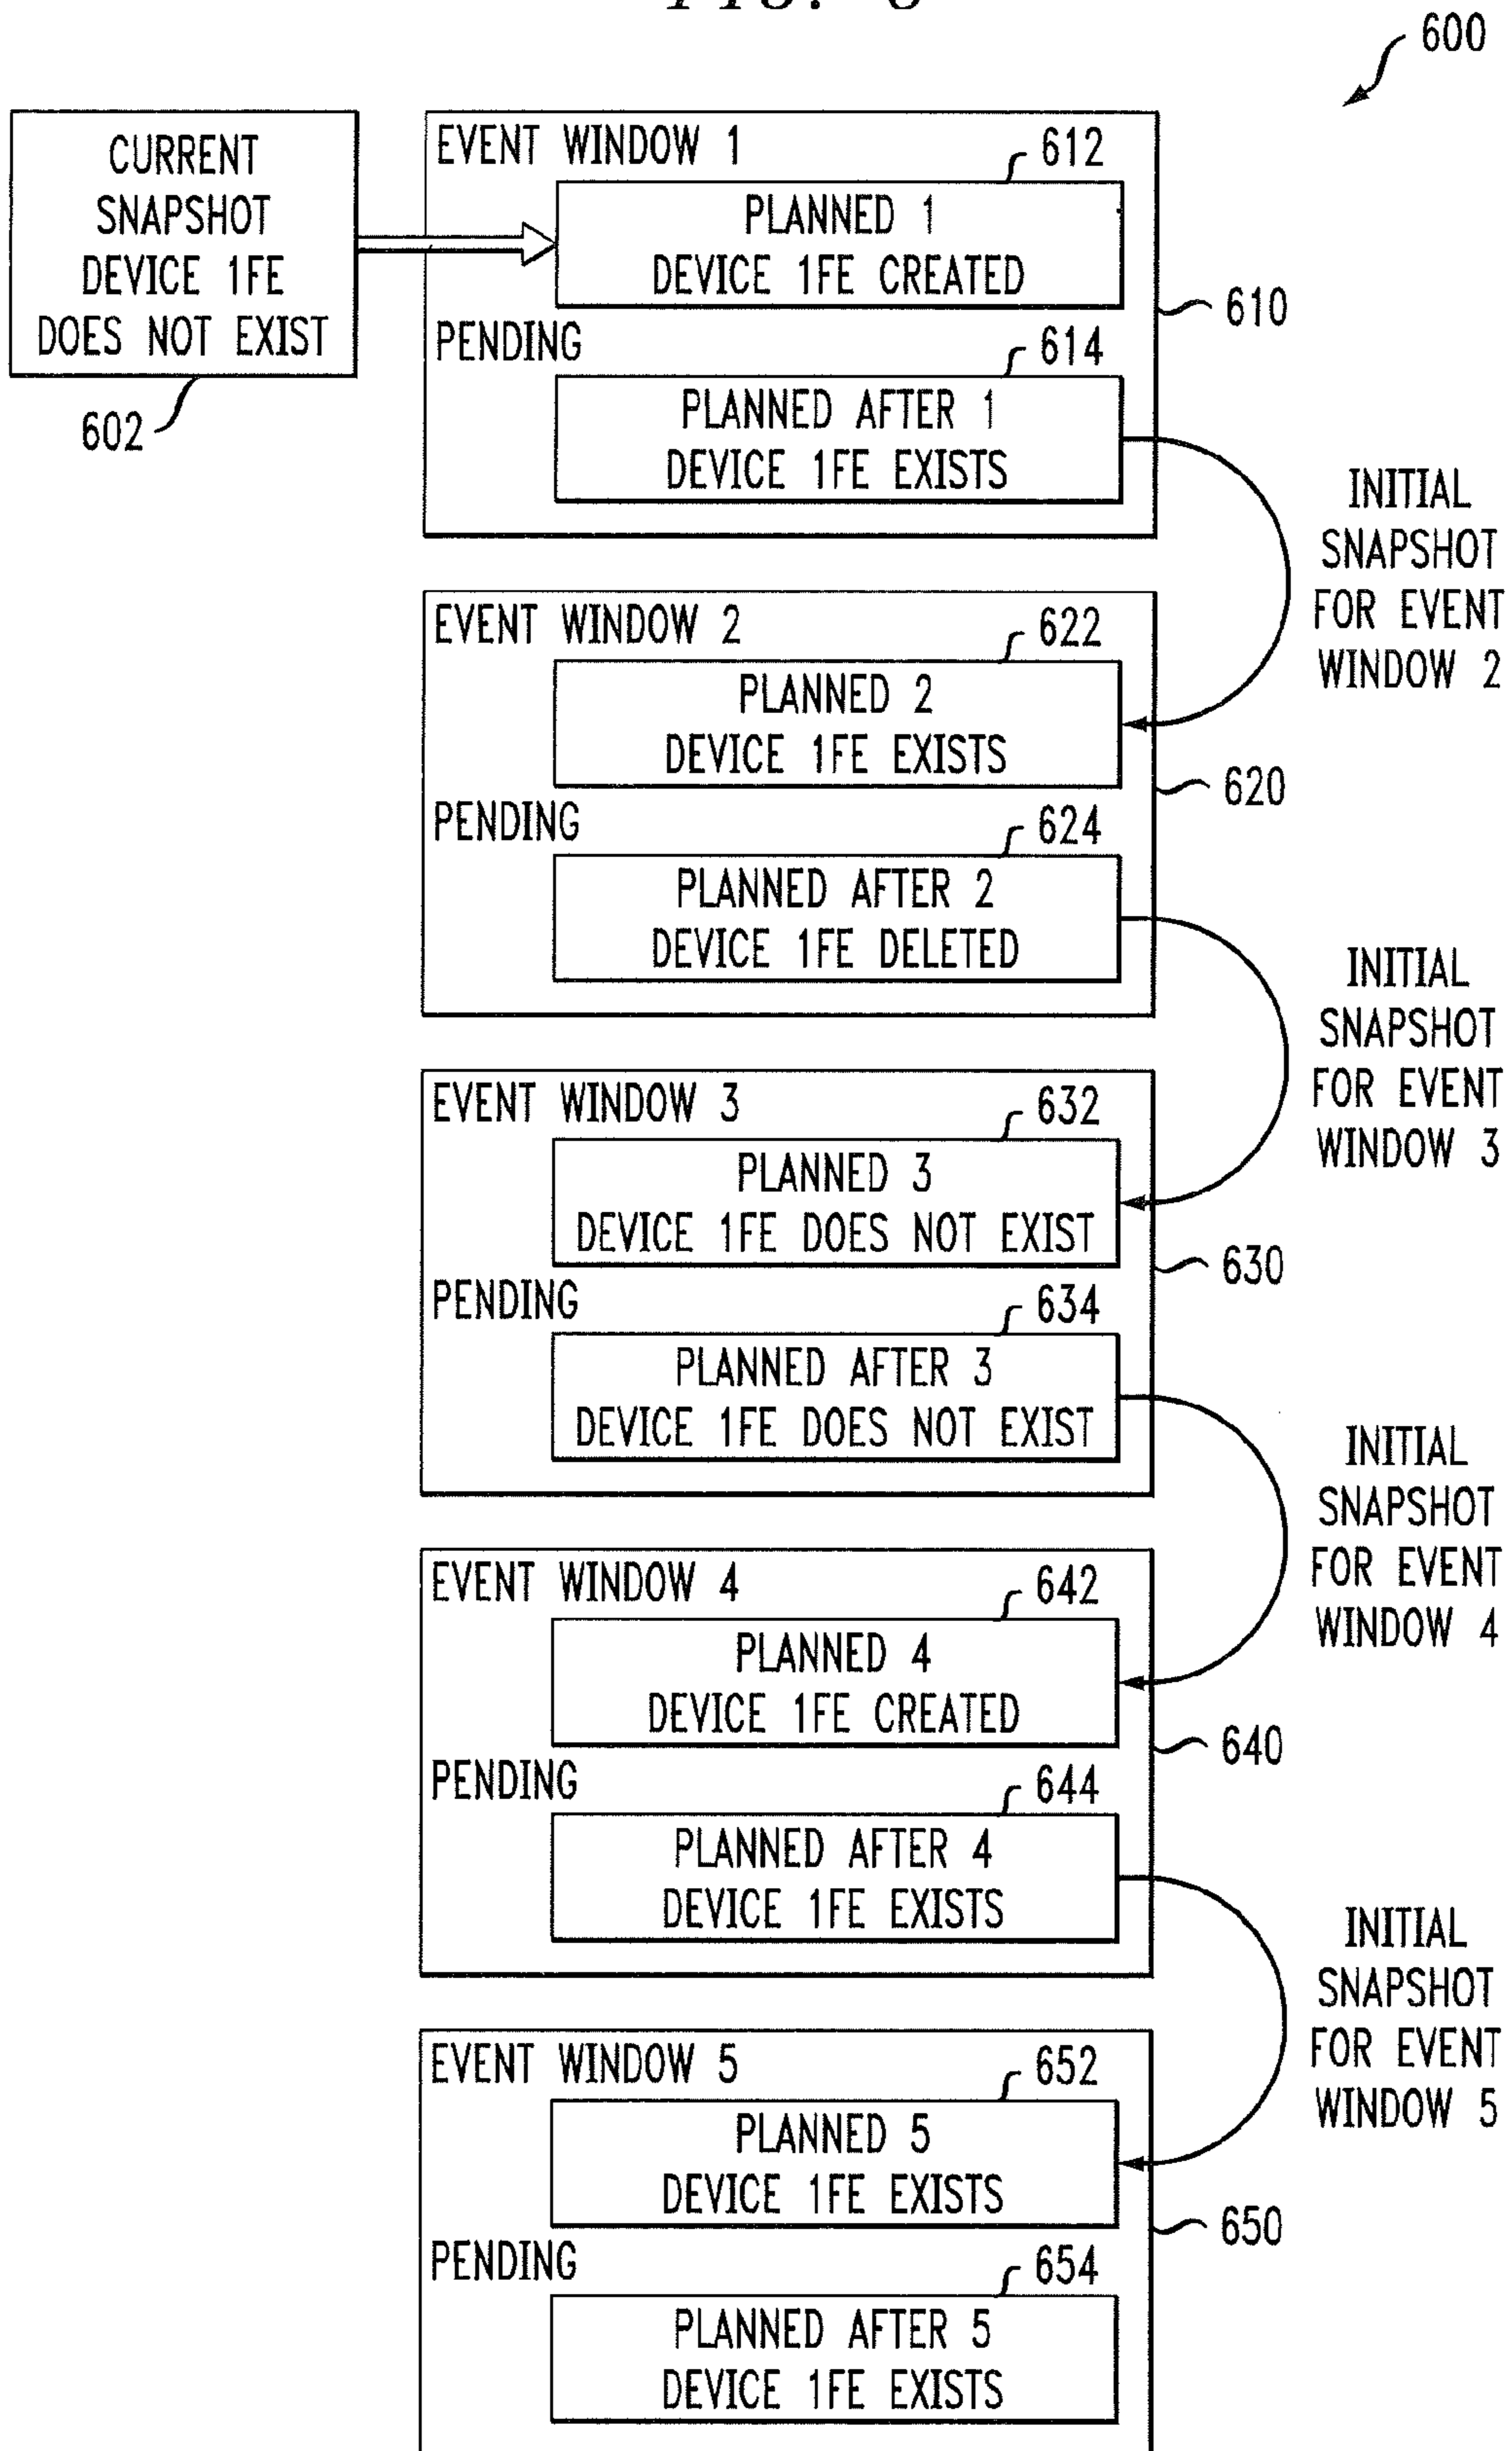 600
CURRENT
SNAPSHOT
DEVICE 1FE
DOES NOT EXIST
602
EVENT WINDOW 1
612
PLANNED 1
DEVICE 1FE CREATED
610
PENDING
614
PLANNED AFTER 1
DEVICE 1FE EXISTS
INITIAL
SNAPSHOT
FOR EVENT
WINDOW 2
EVENT WINDOW 2
622
PLANNED 2
DEVICE 1FE EXISTS
620
PENDING
624
PLANNED AFTER 2
DEVICE 1FE DELETED
INITIAL
SNAPSHOT
FOR EVENT
WINDOW 3
EVENT WINDOW 3
632
PLANNED 3
DEVICE 1FE DOES NOT EXIST
630
PENDING
634
PLANNED AFTER 3
DEVICE 1FE DOES NOT EXIST
INITIAL
SNAPSHOT
FOR EVENT
WINDOW 4
EVENT WINDOW 4
642
PLANNED 4
DEVICE 1FE CREATED
640
PENDING
644
PLANNED AFTER 4
DEVICE 1FE EXISTS
INITIAL
SNAPSHOT
FOR EVENT
WINDOW 5
EVENT WINDOW 5
652
PLANNED 5
DEVICE 1FE EXISTS
650
PENDING
654
PLANNED AFTER 5
DEVICE 1FE EXISTS